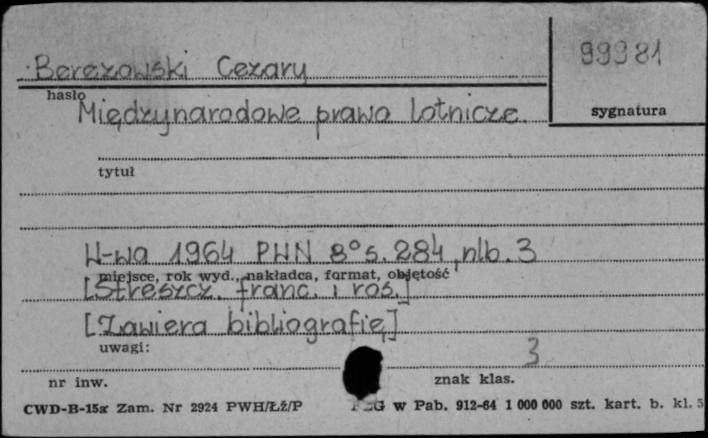 Berezowski Cezary
99981
hasło
Międzynarodowe prawo lotnicze.
sygnatura
tytuł
W-wa 1964 PWN 8° s. 284, nlb. 3
miejsce, rok wyd., nakładca, format, objętość
[Streszcz. franc. i ros.]
[Zawiera bibliografię]
uwagi:
3
nr inw.
znak klas.
CWD-B-15x Zam. Nr 2924 PWH/Łż/P
w Pab. 912-64 1 000 000 szt. kart. b. kl. 5